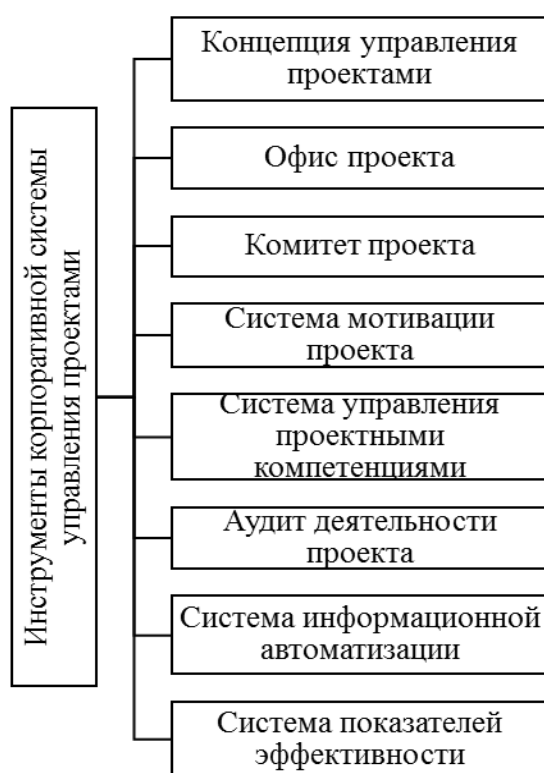 Инструменты корпоративной системы
управления проектами
Концепция управления
проектами
Офис проекта
Комитет проекта
Система мотивации
проекта
Система управления
проектными
компетенциями
Аудит деятельности
проекта
Система информационной
автоматизации
Система показателей
эффективности